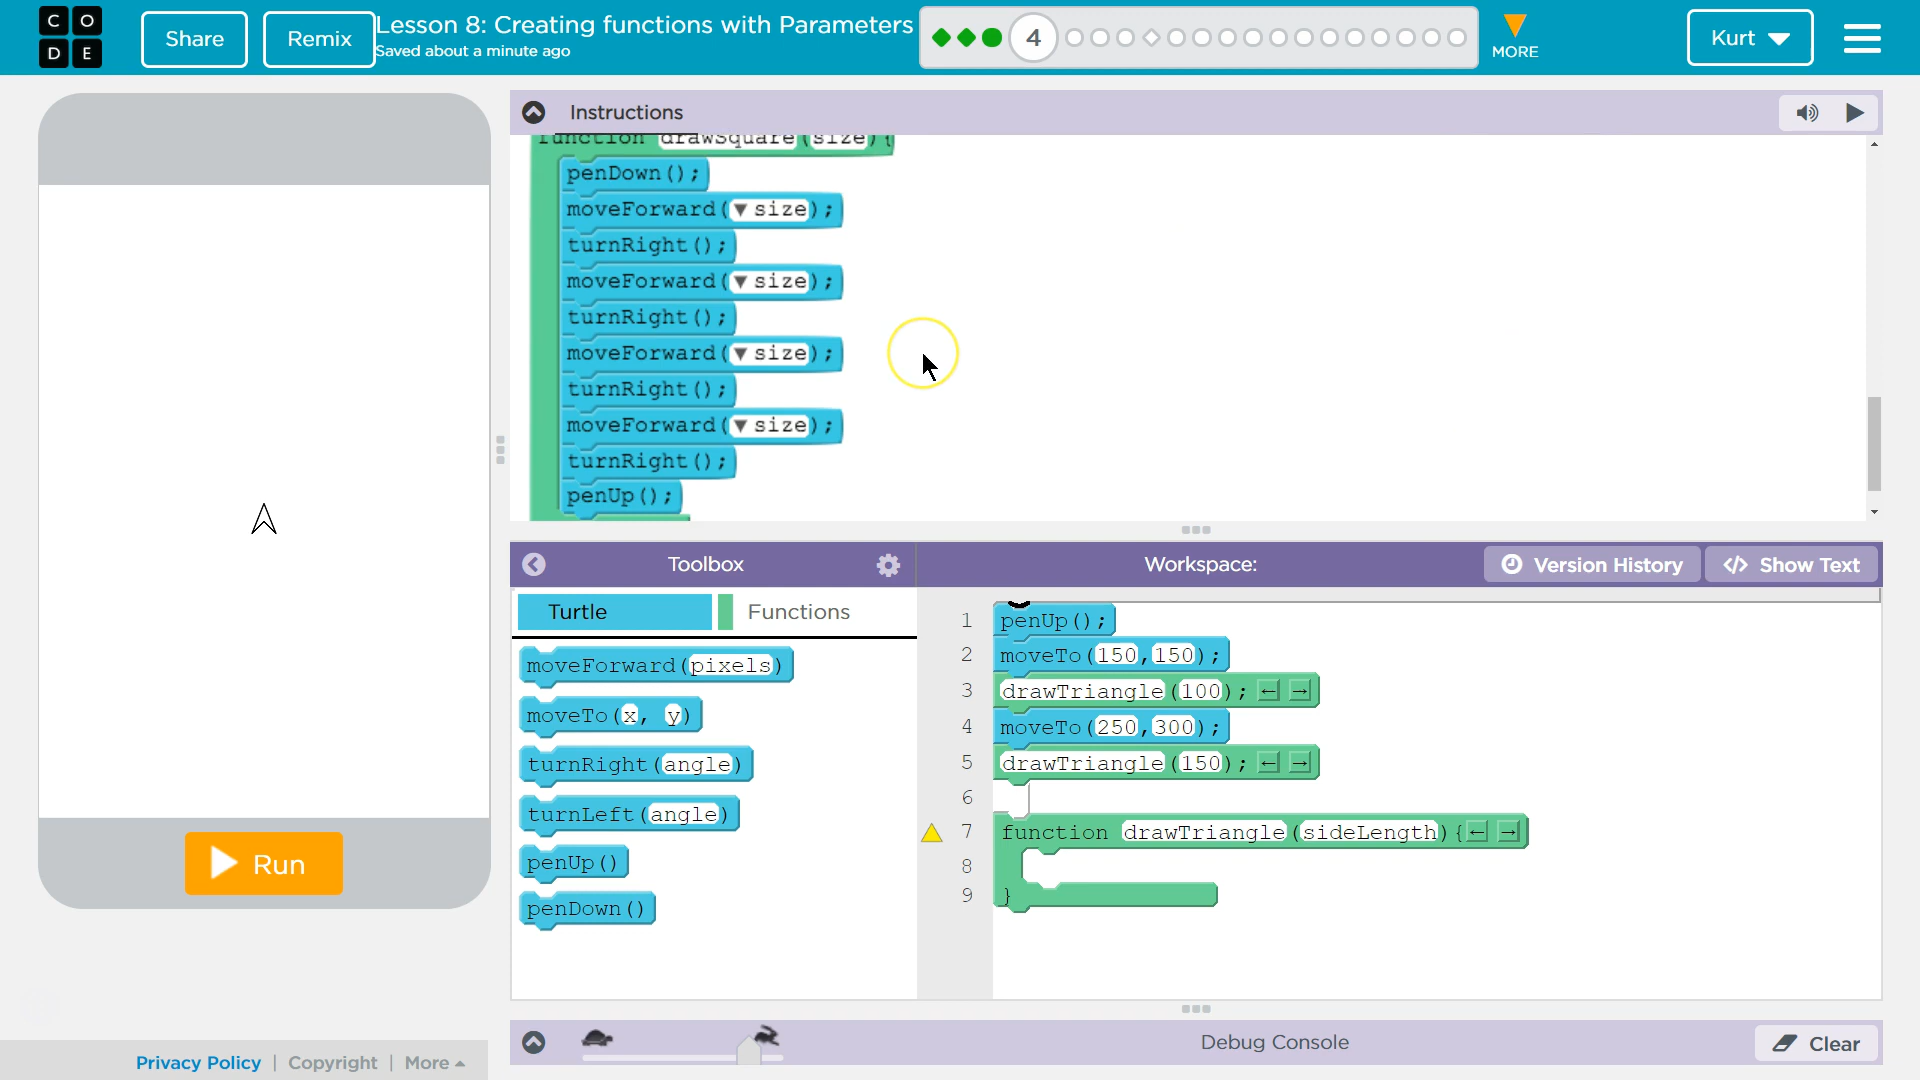 C O
D E
Share
Remix
Lesson 8: Creating functions with Parameters
Saved about a minute ago
4
MORE
Kurt
Instructions
function drawSquare(size){
penDown();
moveForward(▼size);
turnRight();
moveForward(▼size);
turnRight();
moveForward(▼size);
turnRight();
moveForward(▼size);
turnRight();
penUp();
Run
Toolbox
Workspace:
Version History
</> Show Text
Turtle
Functions
moveForward(pixels)
moveTo(x, y)
turnRight(angle)
turnLeft(angle)
penUp()
penDown()
1 penUp();
2 moveTo(150,150);
3 drawTriangle(100); ← →
4 moveTo(250,300);
5 drawTriangle(150); ← →
6
7 function drawTriangle(sideLength){ ← →
8
9 }
Debug Console
Clear
Privacy Policy | Copyright | More